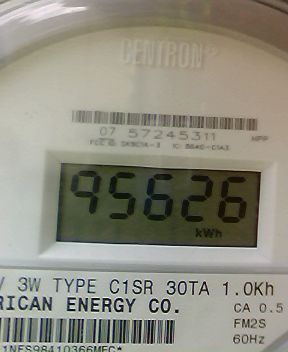 CENTRON
07 57245311 HPP
95626
kWh
V 3W TYPE C1SR 30TA 1.0Kh
RICAN ENERGY CO. CA 0.5
FM2S
60Hz